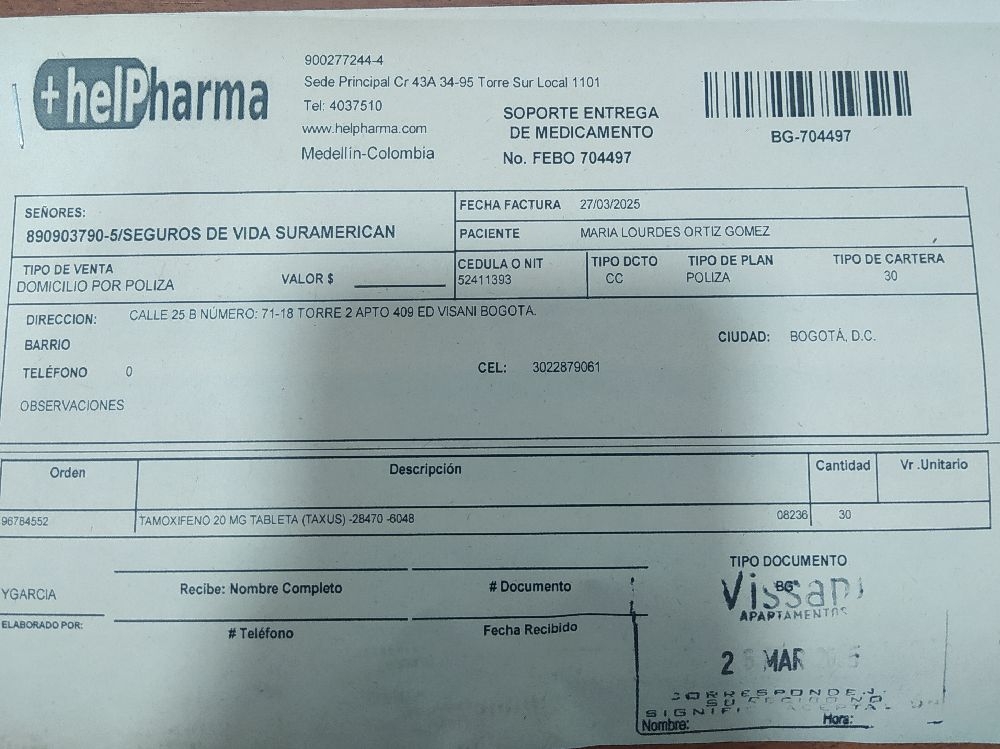 +helPharma
900277244-4
Sede Principal Cr 43A 34-95 Torre Sur Local 1101
Tel: 4037510
www.helpharma.com
Medellín-Colombia
SOPORTE ENTREGA
DE MEDICAMENTO
No. FEBO 704497
BG-704497
SEÑORES:
890903790-5/SEGUROS DE VIDA SURAMERICAN
FECHA FACTURA 27/03/2025
PACIENTE MARIA LOURDES ORTIZ GOMEZ
TIPO DE VENTA
DOMICILIO POR POLIZA
VALOR $
CEDULA O NIT
52411393
TIPO DCTO
CC
TIPO DE PLAN
POLIZA
TIPO DE CARTERA
30
DIRECCION: CALLE 25 B NÚMERO: 71-18 TORRE 2 APTO 409 ED VISANI BOGOTA.
BARRIO
CIUDAD: BOGOTÁ, D.C.
TELÉFONO 0
CEL: 3022879061
OBSERVACIONES
Orden Descripción Cantidad Vr .Unitario
96784552 TAMOXIFENO 20 MG TABLETA (TAXUS) -28470 -6048 08236 30
YGARCIA
ELABORADO POR:
Recibe: Nombre Completo
# Documento
# Teléfono
Fecha Recibido
TIPO DOCUMENTO
BG
Vissani
APARTAMENTOS
MAR
Nombre: Hora: